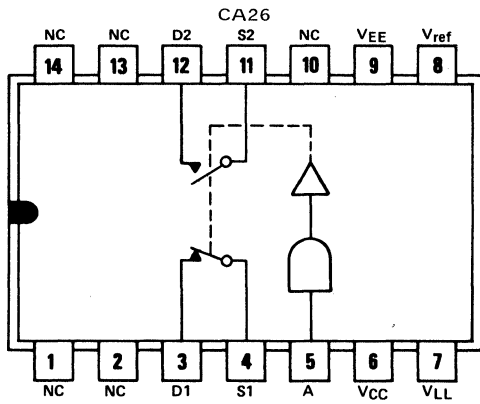 CA26
NC NC D2 S2 NC VEE Vref
14 13 12 11 10 9 8
1 2 3 4 5 6 7
NC NC D1 S1 A VCC VLL